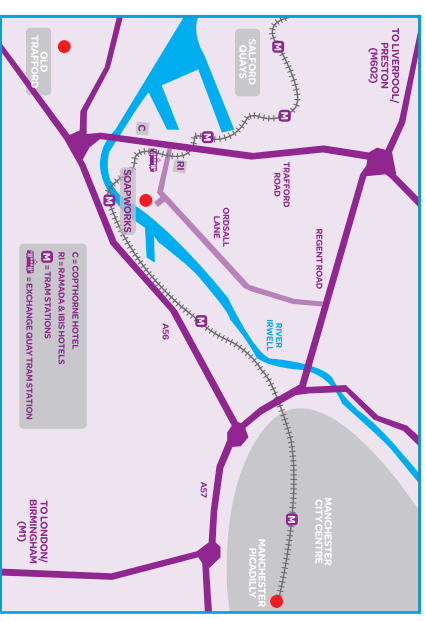 TO LIVERPOOL/
PRESTON
(M602)
SALFORD
QUAYS
OLD
TRAFFORD
M
M
M
C
RI
TRAFFORD
ROAD
SOAPWORKS
M
ORDSALL
LANE
REGENT ROAD
M
RIVER
IRWELL
A56
C = COPTHORNE HOTEL
RI = RAMADA & IBIS HOTELS
M = TRAM STATIONS
= EXCHANGE QUAY TRAM STATION
A57
M
MANCHESTER
CITY CENTRE
MANCHESTER
PICADILLY
TO LONDON/
BIRMINGHAM
(M1)